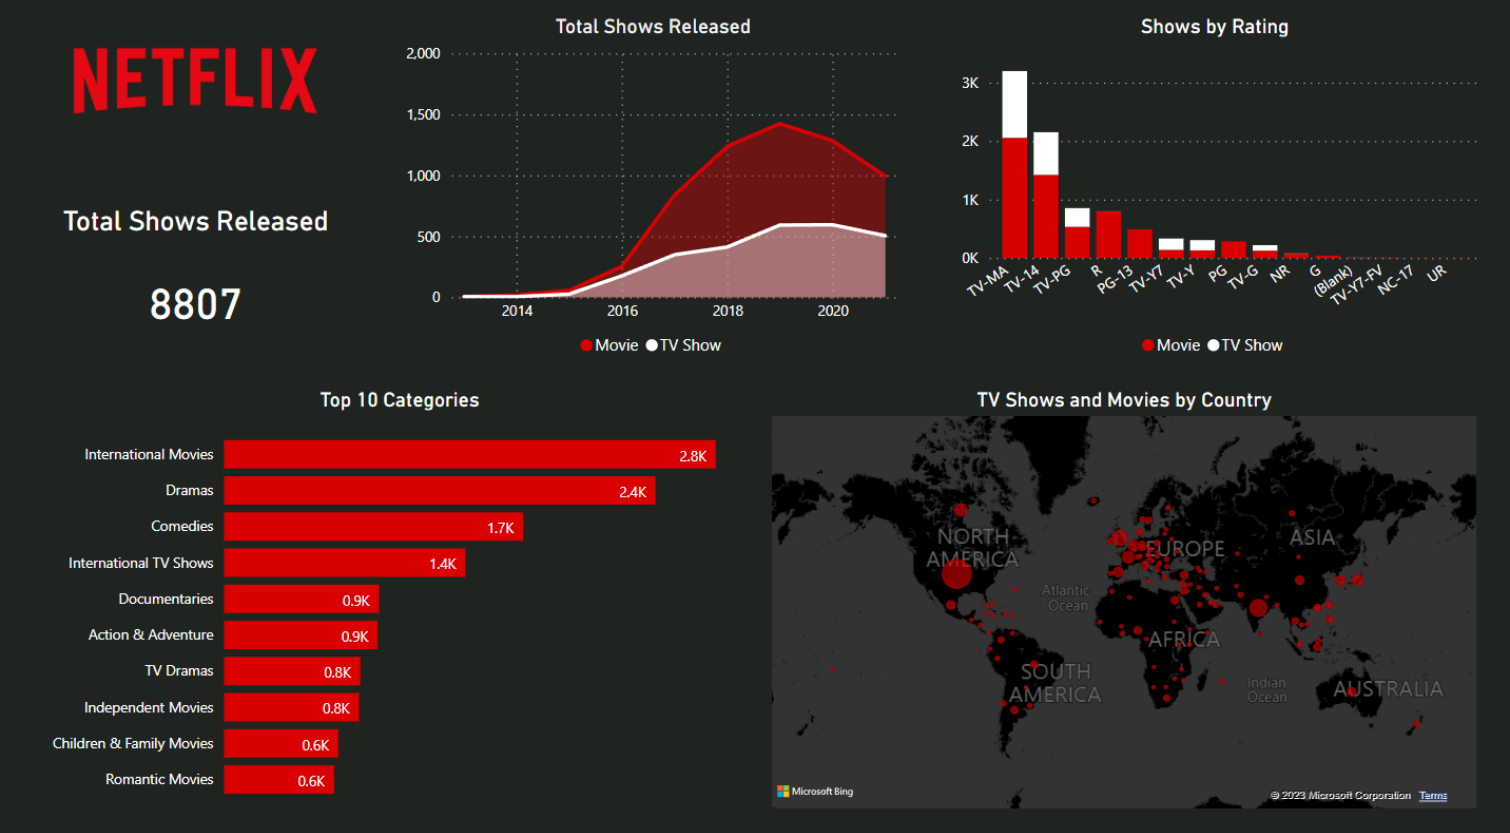 NETFLIX
Total Shows Released
8807
Total Shows Released
2,000
1,500
1,000
500
0
2014 2016 2018 2020
Movie TV Show
Shows by Rating
3K
2K
1K
0K
TV-MA TV-14 TV-PG R PG-13 TV-Y7 TV-Y PG TV-G NR G (Blank) TV-Y7-FV NC-17 UR
Movie TV Show
Top 10 Categories
International Movies 2.8K
Dramas 2.4K
Comedies 1.7K
International TV Shows 1.4K
Documentaries 0.9K
Action & Adventure 0.9K
TV Dramas 0.8K
Independent Movies 0.8K
Children & Family Movies 0.6K
Romantic Movies 0.6K
TV Shows and Movies by Country
NORTH
AMERICA
EUROPE
ASIA
Atlantic
Ocean
AFRICA
SOUTH
AMERICA
Indian
Ocean
AUSTRALIA
Microsoft Bing
© 2023 Microsoft Corporation Terms